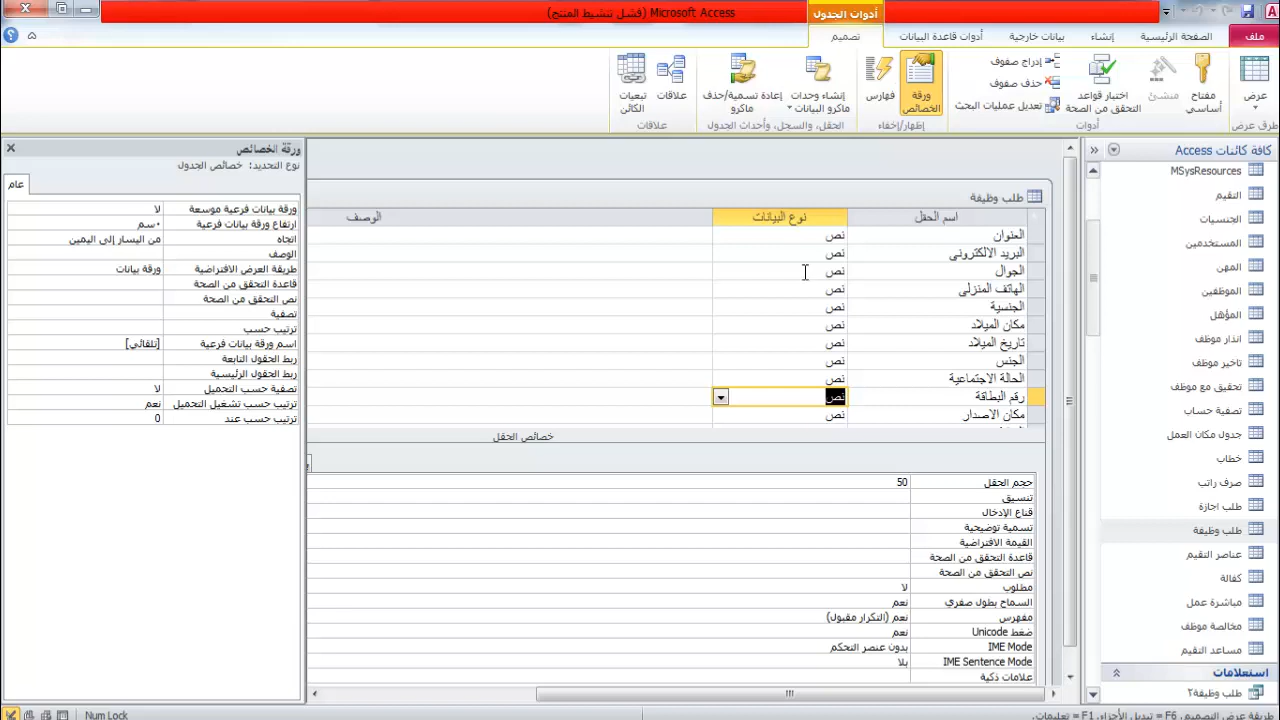 أدوات الجدول
Microsoft Access (فشل تنشيط المنتج)
ملف
الصفحة الرئيسية
إنشاء
بيانات خارجية
أدوات قاعدة البيانات
تصميم
عرض
مفتاح أساسي
منشئ
اختبار قواعد التحقق من الصحة
إدراج صفوف
حذف صفوف
تعديل عمليات البحث
ورقة الخصائص
فهارس
إنشاء وحدات ماكرو البيانات
إعادة تسمية/حذف ماكرو
علاقات
تبعيات الكائن
طرق عرض
أدوات
إظهار/إخفاء
الحقل، والسجل، وأحداث الجدول
علاقات
كافة كائنات Access
MSysResources
التقيم
الجنسيات
المستخدمين
المهن
الموظفين
المؤهل
انذار موظف
تاخير موظف
تحقيق مع موظف
تصفية حساب
جدول مكان العمل
خطاب
صرف راتب
طلب اجازة
طلب وظيفة
عناصر التقيم
كفالة
مباشرة عمل
مخالصة موظف
مساعد التقيم
استعلامات
طلب وظيفة٢
طلب وظيفة
اسم الحقل نوع البيانات الوصف
العنوان نص
البريد الالكترونى نص
الجوال نص
الهاتف المنزلى نص
الجنسية نص
مكان الميلاد نص
تاريخ الميلاد نص
الجنس نص
الحالة الاجتماعية نص
رقم البطاقة نص
مكان الاصدار نص
خصائص الحقل
حجم الحقل 50
تنسيق
قناع الإدخال
تسمية توضيحية
القيمة الافتراضية
قاعدة التحقق من الصحة
نص التحقق من الصحة
مطلوب لا
السماح بطول صفري نعم
مفهرس نعم (التكرار مقبول)
ضغط Unicode نعم
IME Mode بدون عنصر التحكم
IME Sentence Mode بلا
علامات ذكية
ورقة الخصائص
نوع التحديد: خصائص الجدول
عام
ورقة بيانات فرعية موسعة لا
ارتفاع ورقة بيانات فرعية ٠سم
اتجاه من اليسار إلى اليمين
الوصف
طريقة العرض الافتراضية ورقة بيانات
قاعدة التحقق من الصحة
نص التحقق من الصحة
تصفية
ترتيب حسب
اسم ورقة بيانات فرعية [تلقائي]
ربط الحقول التابعة
ربط الحقول الرئيسية
تصفية حسب التحميل لا
ترتيب حسب تشغيل التحميل نعم
ترتيب حسب عند 0
طريقة عرض التصميم. F6 = تبديل الأجزاء. F1 = تعليمات.
Num Lock